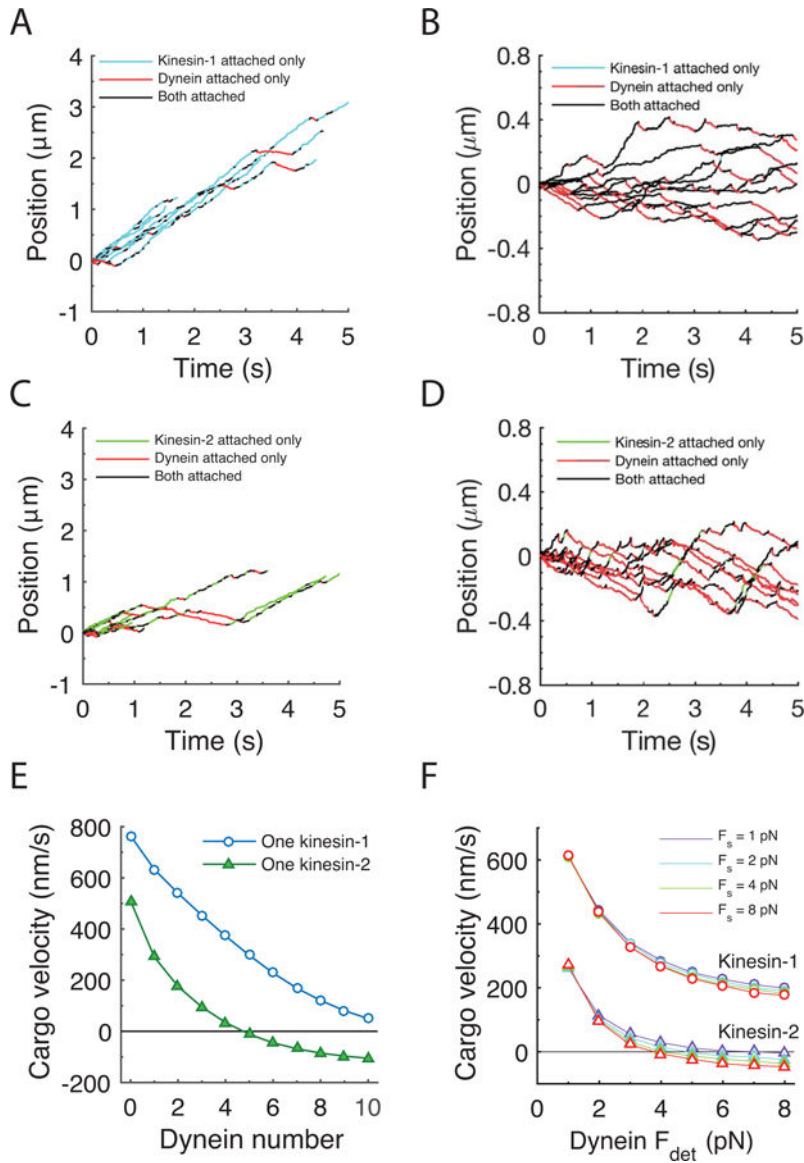 A
Kinesin-1 attached only
Dynein attached only
Both attached
4
3
2
1
0
-1
Position (μm)
0 1 2 3 4 5
Time (s)
B
Kinesin-1 attached only
Dynein attached only
Both attached
0.8
0.4
0
-0.4
-0.8
Position (μm)
0 1 2 3 4 5
Time (s)
C
Kinesin-2 attached only
Dynein attached only
Both attached
4
3
2
1
0
-1
Position (μm)
0 1 2 3 4 5
Time (s)
D
Kinesin-2 attached only
Dynein attached only
Both attached
0.8
0.4
0
-0.4
-0.8
Position (μm)
0 1 2 3 4 5
Time (s)
E
One kinesin-1
One kinesin-2
800
600
400
200
0
-200
Cargo velocity (nm/s)
0 2 4 6 8 10
Dynein number
F
F_s = 1 pN
F_s = 2 pN
F_s = 4 pN
F_s = 8 pN
600
400
200
0
Cargo velocity (nm/s)
Kinesin-1
Kinesin-2
0 2 4 6 8
Dynein F_det (pN)